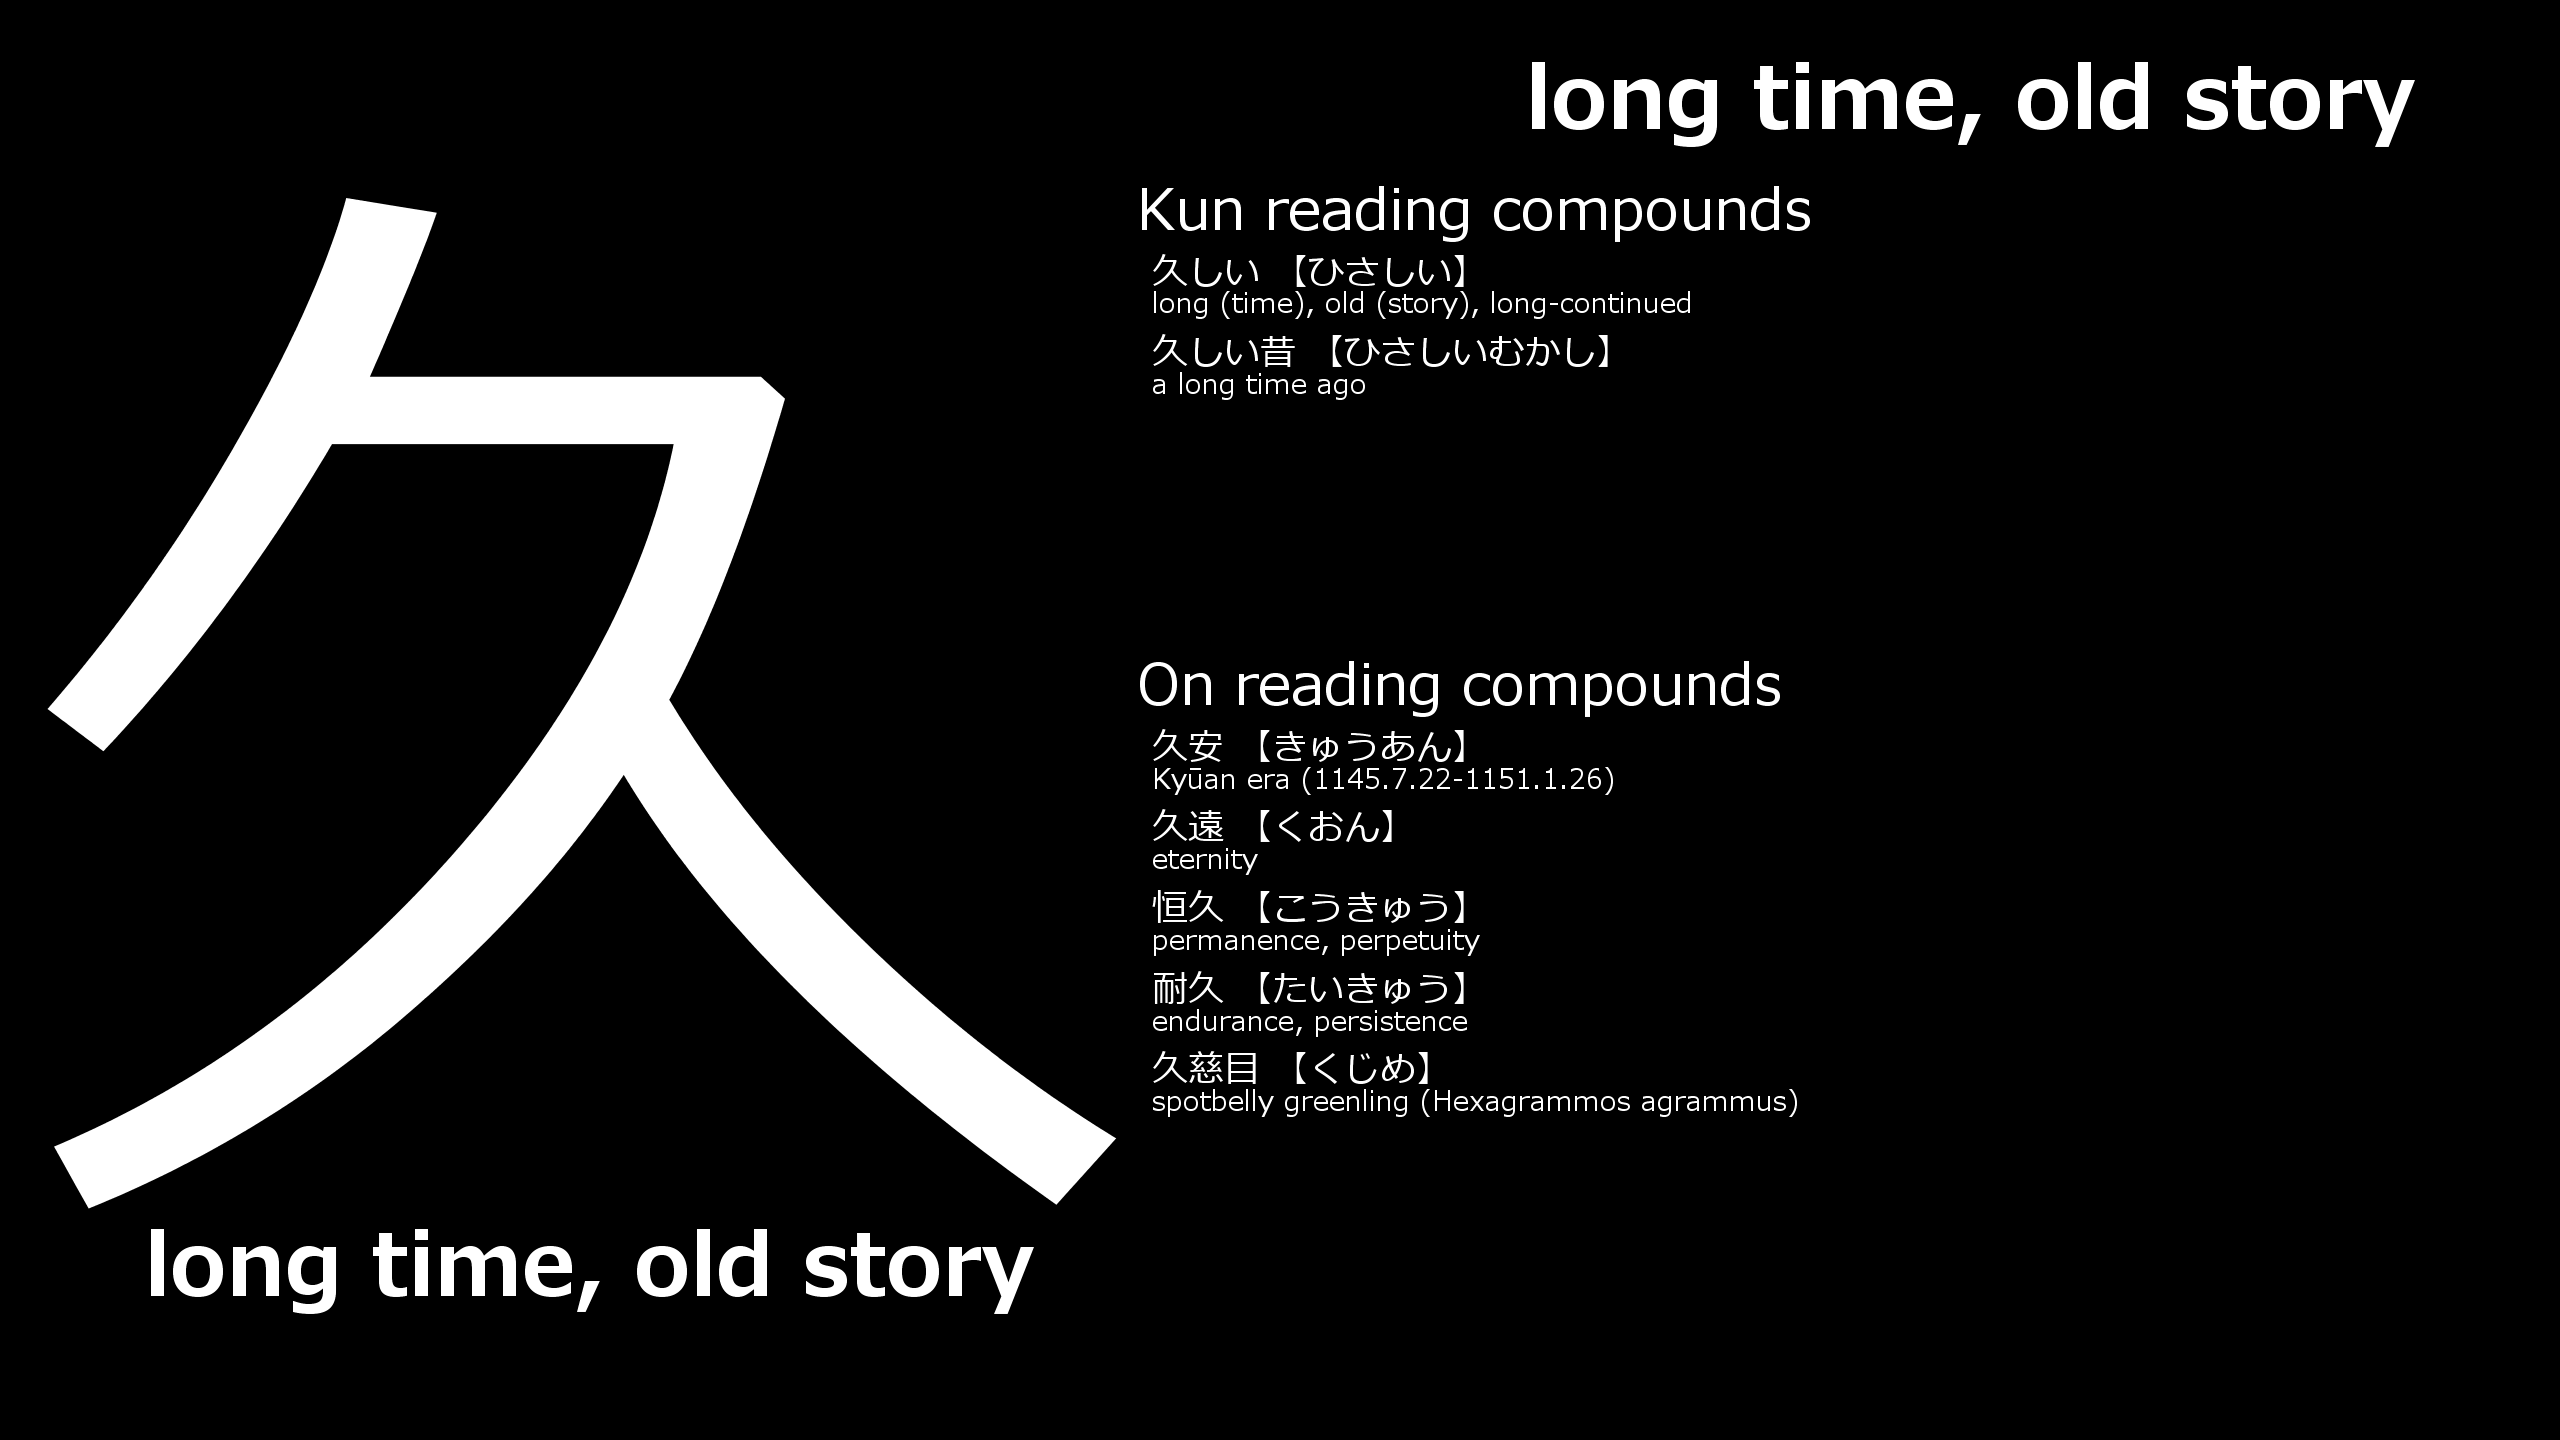 long time, old story
久
long time, old story
Kun reading compounds
久しい 【ひさしい】
long (time), old (story), long-continued
久しい昔 【ひさしいむかし】
a long time ago
On reading compounds
久安 【きゅうあん】
Kyūan era (1145.7.22-1151.1.26)
久遠 【くおん】
eternity
恒久 【こうきゅう】
permanence, perpetuity
耐久 【たいきゅう】
endurance, persistence
久慈目 【くじめ】
spotbelly greenling (Hexagrammos agrammus)